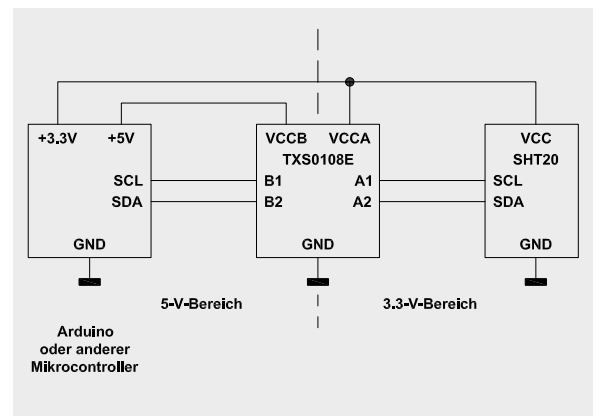 +3.3V +5V
SCL
SDA
GND
VCCB VCCA
TXS0108E
B1 A1
B2 A2
GND
VCC
SHT20
SCL
SDA
GND
5-V-Bereich
3.3-V-Bereich
Arduino
oder anderer
Mikrocontroller